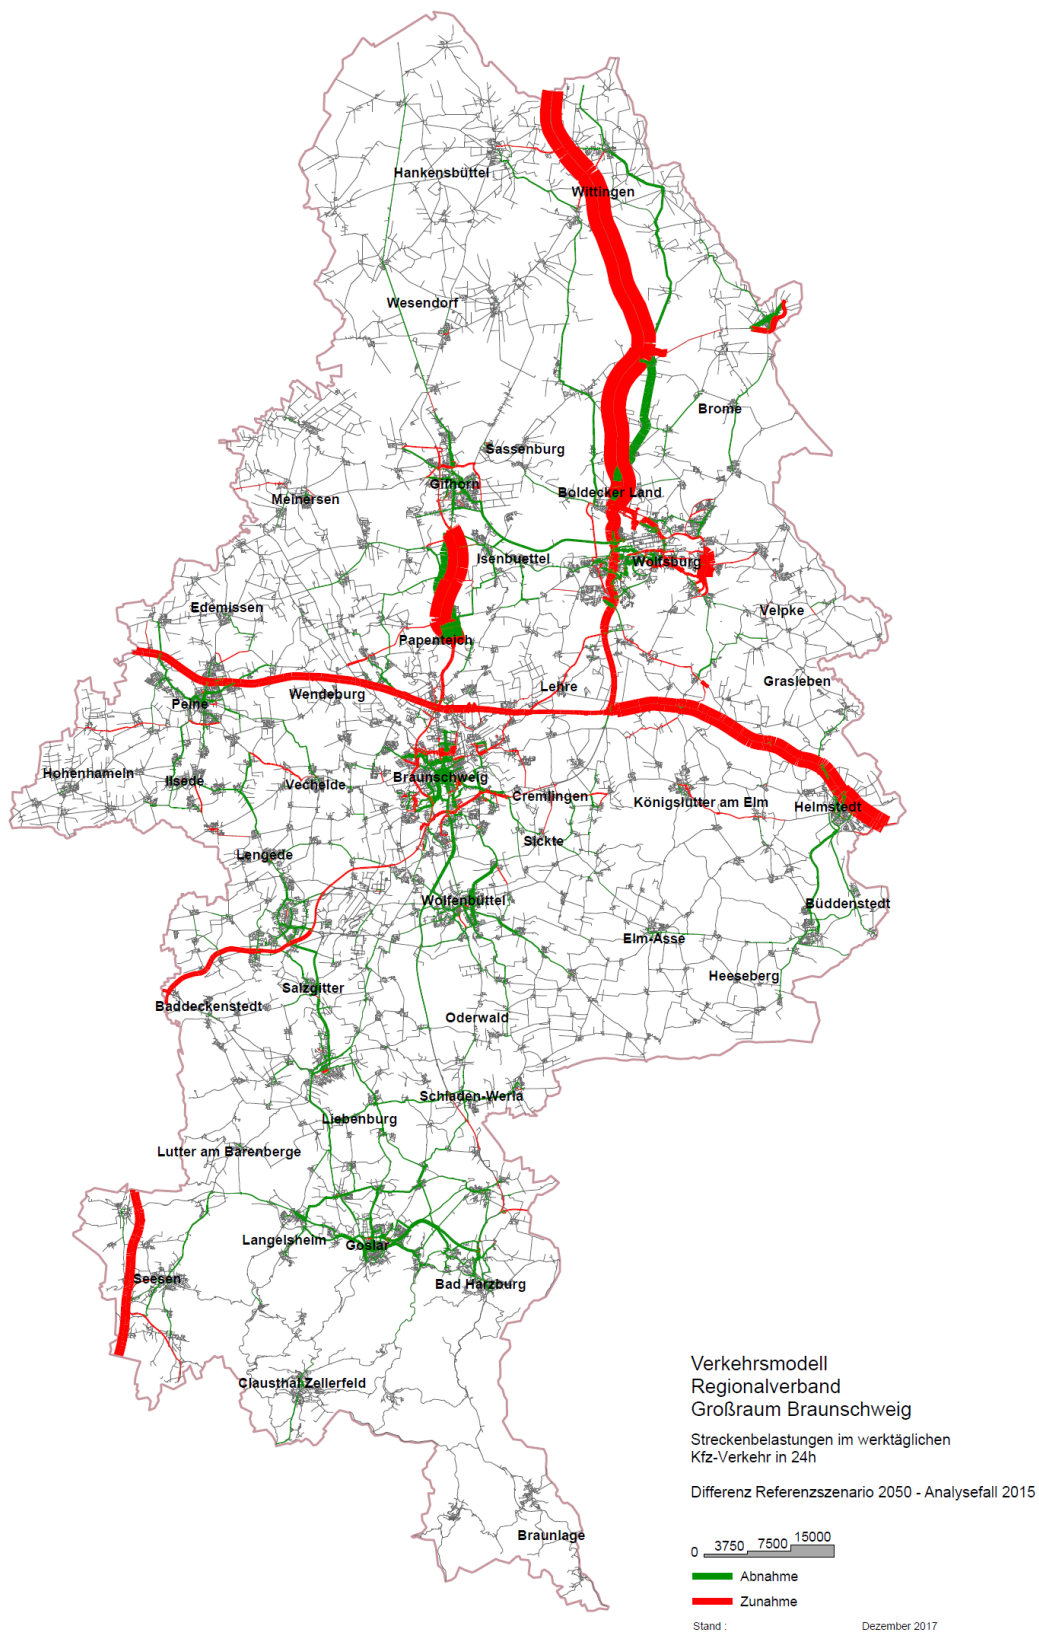 Hankensbüttel
Wittingen
Wesendorf
Brome
Sassenburg
Gifhorn
Boldecker Land
Meinersen
Isenbuettel
Wolfsburg
Edemissen
Velpke
Papenteich
Grasleben
Lehre
Wendeburg
Peine
Hohenhameln
Ilsede
Vechelde
Braunschweig
Cremlingen
Königslutter am Elm
Helmstedt
Sickte
Lengede
Wolfenbüttel
Büddenstedt
Elm-Asse
Heeseberg
Salzgitter
Baddeckenstedt
Oderwald
Schladen-Werla
Liebenburg
Lutter am Barenberge
Langelsheim
Goslar
Seesen
Bad Harzburg
Clausthal-Zellerfeld
Braunlage
Verkehrsmodell
Regionalverband
Großraum Braunschweig
Streckenbelastungen im werktäglichen
Kfz-Verkehr in 24h
Differenz Referenzszenario 2050 - Analysefall 2015
0 3750 7500 15000
Abnahme
Zunahme
Stand : Dezember 2017